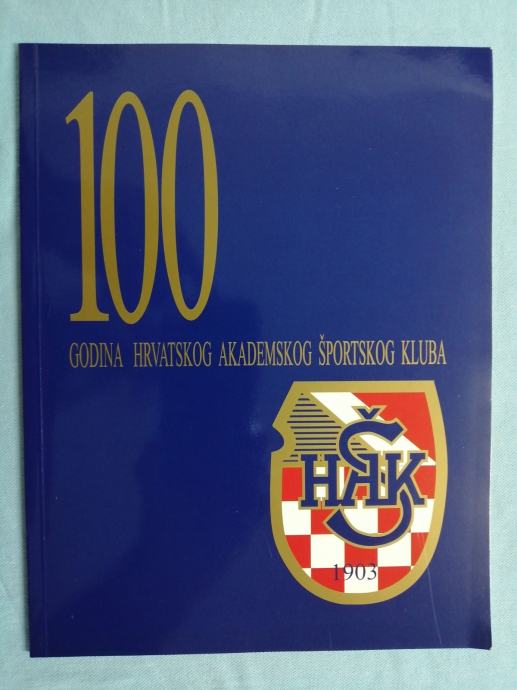 100
GODINA HRVATSKOG AKADEMSKOG ŠPORTSKOG KLUBA
HAŠK
1903